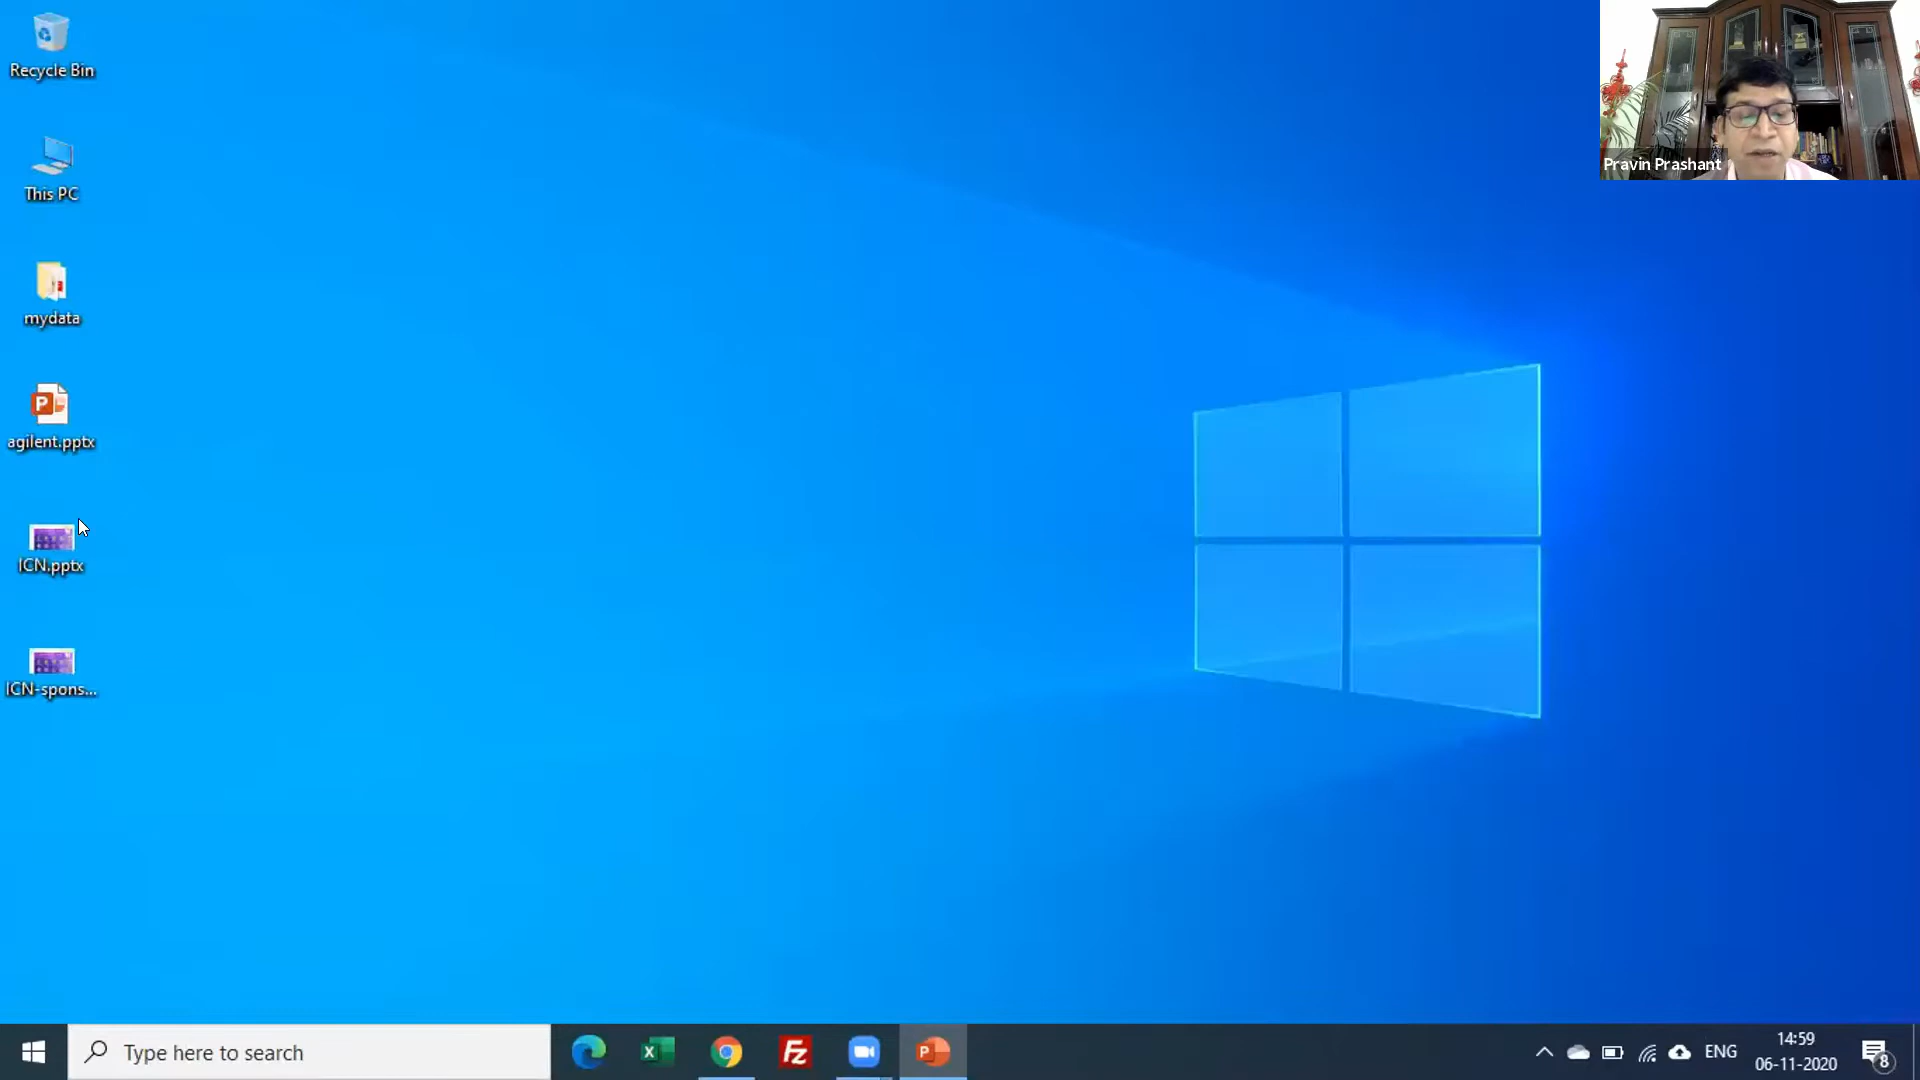 Recycle Bin
This PC
mydata
agilent.pptx
ICN.pptx
ICN-spons...
Pravin Prashant
Type here to search
ENG
14:59
06-11-2020
8